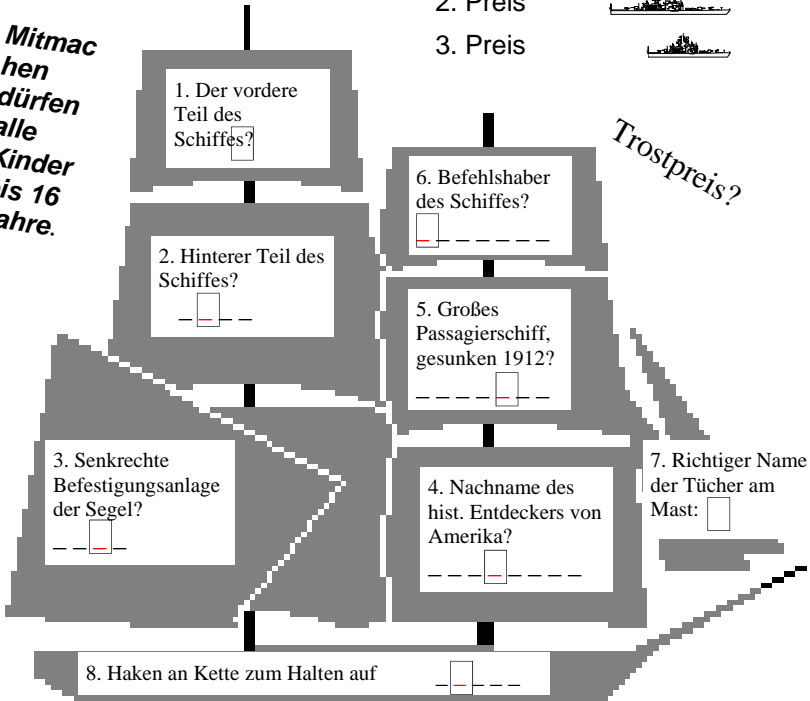 2. Preis
3. Preis
Mitmac
hen
dürfen
alle
Kinder
bis 16
Jahre.
Trostpreis?
1. Der vordere
Teil des
Schiffes?
6. Befehlshaber
des Schiffes?
_ _ _ _ _ _ _
2. Hinterer Teil des
Schiffes?
_ _ _ _
5. Großes
Passagierschiff,
gesunken 1912?
_ _ _ _ _ _ _
3. Senkrechte
Befestigungsanlage
der Segel?
_ _ _ _
4. Nachname des
hist. Entdeckers von
Amerika?
_ _ _ _ _ _ _ _
7. Richtiger Name
der Tücher am
Mast:
8. Haken an Kette zum Halten auf _ _ _ _ _